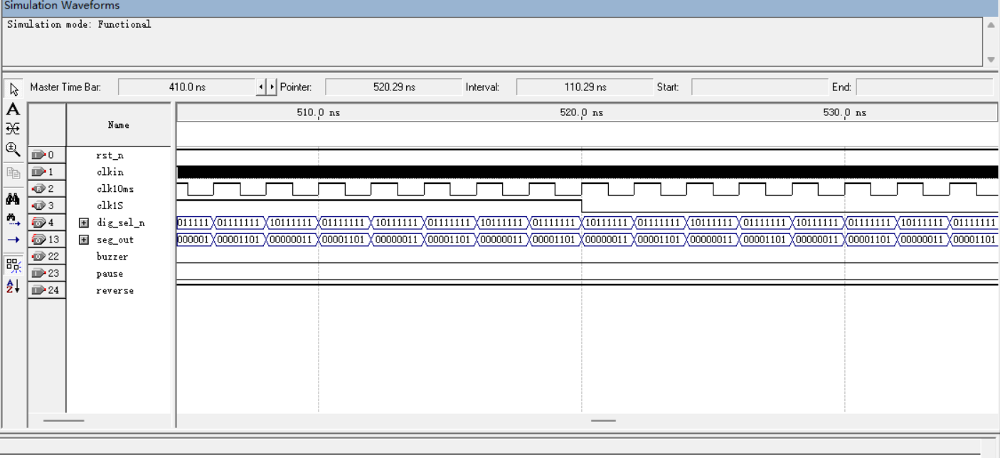 Simulation Waveforms
Simulation mode: Functional
Master Time Bar: 410.0 ns Pointer: 520.29 ns Interval: 110.29 ns Start: End:
Name 510.0 ns 520.0 ns 530.0 ns
0 rst_n
1 clkin
2 clk10ms
3 clk1S
4 dig_sel_n 011111 01111111 10111111 01111111 10111111 01111111 10111111 01111111 10111111 01111111 10111111 01111111 10111111 01111111 10111111 01111111
13 seg_out 000001 00001101 00000011 00001101 00000011 00001101 00000011 00001101 00000011 00001101 00000011 00001101 00000011 00001101 00000011 00001101
22 buzzer
23 pause
24 reverse